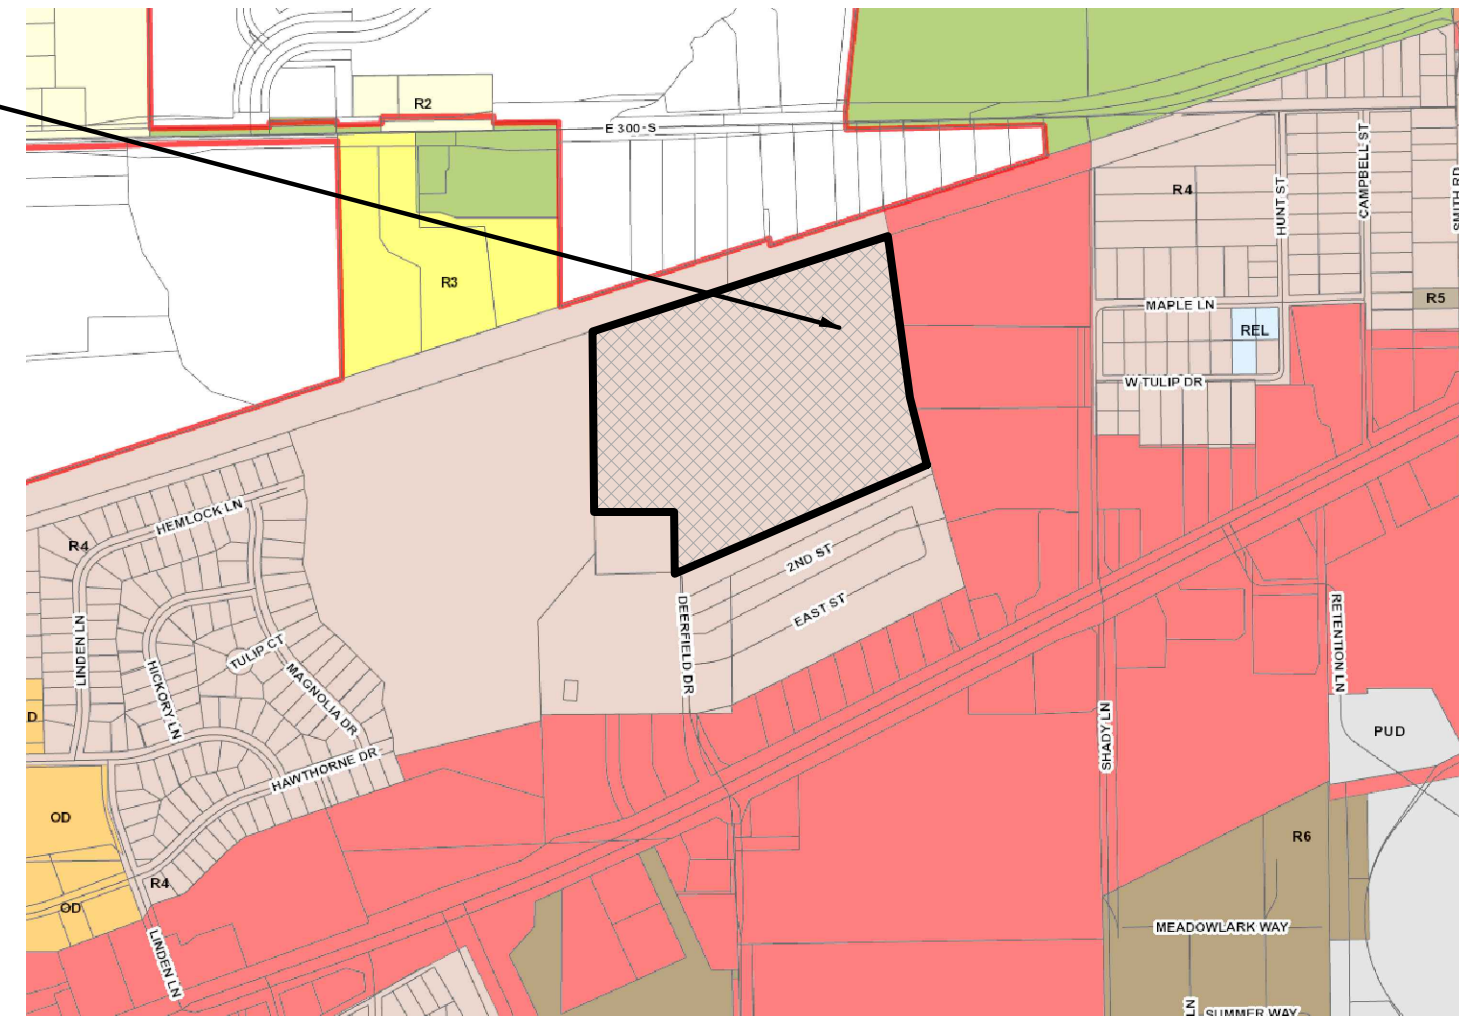 R2
E 300-S
R4
HUNT ST
CAMPBELL ST
SMITH RD
R3
MAPLE LN
R5
REL
W TULIP DR
HEMLOCK LN
R4
2ND ST
EAST ST
DEERFIELD DR
LINDEN LN
HICKORY LN
TULIP CT
MAGNOLIA DR
RETENTION LN
D
SHADY LN
PUD
HAWTHORNE DR
OD
R6
R4
OD
MEADOWLARK WAY
LINDEN LN
LN
SUMMER WAY